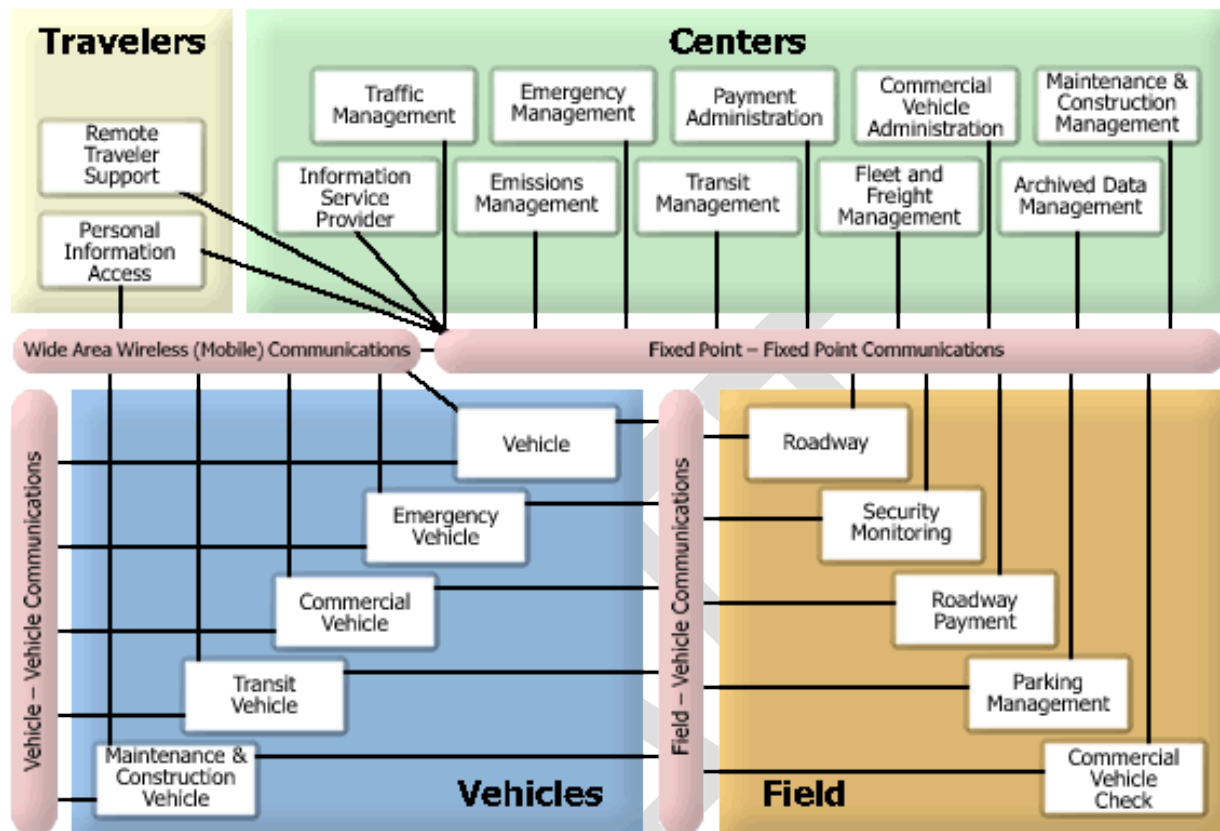 Travelers
Remote
Traveler
Support
Personal
Information
Access
Centers
Traffic
Management
Emergency
Management
Payment
Administration
Commercial
Vehicle
Administration
Maintenance &
Construction
Management
Information
Service
Provider
Emissions
Management
Transit
Management
Fleet and
Freight
Management
Archived Data
Management
Wide Area Wireless (Mobile) Communications
Fixed Point – Fixed Point Communications
Vehicle – Vehicle Communications
Vehicle
Emergency
Vehicle
Commercial
Vehicle
Transit
Vehicle
Maintenance &
Construction
Vehicle
Vehicles
Field – Vehicle Communications
Roadway
Security
Monitoring
Roadway
Payment
Parking
Management
Commercial
Vehicle
Check
Field